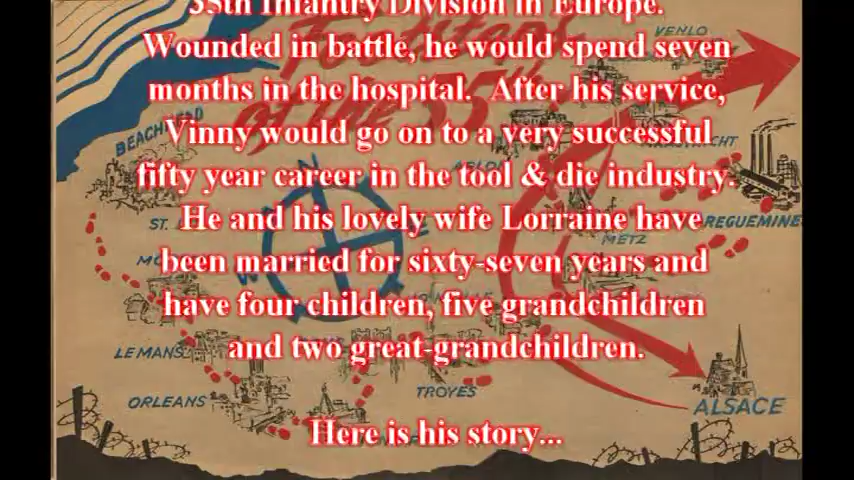 35th Infantry Division in Europe.
Wounded in battle, he would spend seven
months in the hospital. After his service,
Vinny would go on to a very successful
fifty year career in the tool & die industry.
He and his lovely wife Lorraine have
been married for sixty-seven years and
have four children, five grandchildren
and two great-grandchildren.
Here is his story...
VENLO
of the 35th
METZ
LE MANS
ORLEANS
TROYES
ALSACE
N